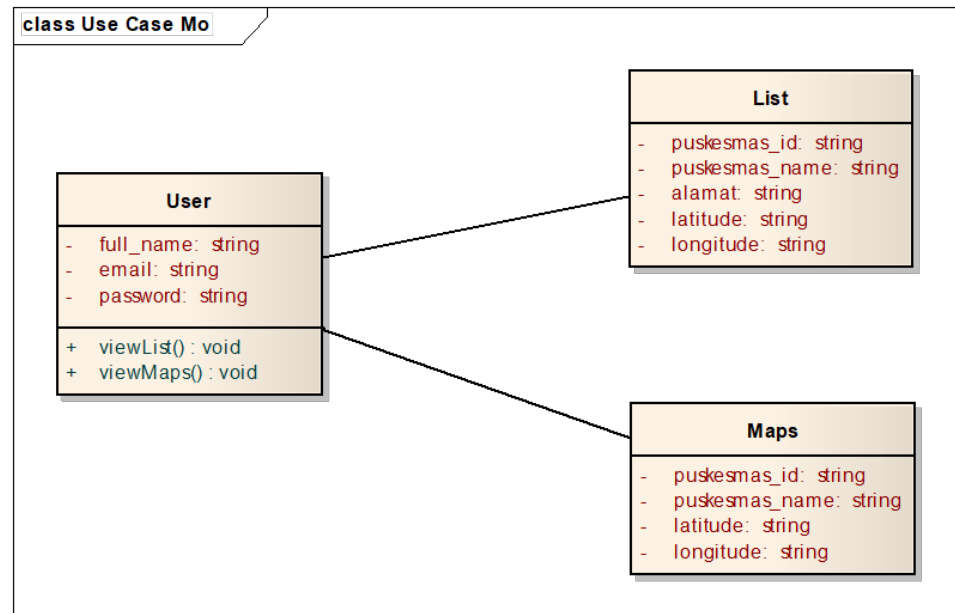 class Use Case Mo
User
- full_name: string
- email: string
- password: string
+ viewList() : void
+ viewMaps() : void
List
- puskesmas_id: string
- puskesmas_name: string
- alamat: string
- latitude: string
- longitude: string
Maps
- puskesmas_id: string
- puskesmas_name: string
- latitude: string
- longitude: string